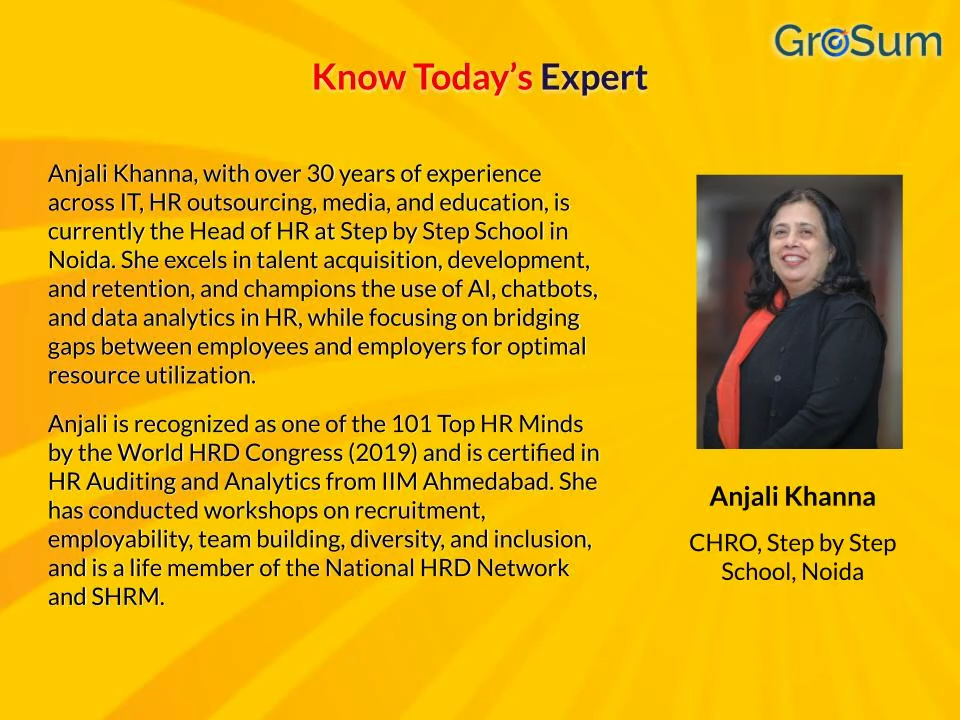 GroSum
Know Today’s Expert
Anjali Khanna, with over 30 years of experience
across IT, HR outsourcing, media, and education, is
currently the Head of HR at Step by Step School in
Noida. She excels in talent acquisition, development,
and retention, and champions the use of AI, chatbots,
and data analytics in HR, while focusing on bridging
gaps between employees and employers for optimal
resource utilization.
Anjali is recognized as one of the 101 Top HR Minds
by the World HRD Congress (2019) and is certified in
HR Auditing and Analytics from IIM Ahmedabad. She
has conducted workshops on recruitment,
employability, team building, diversity, and inclusion,
and is a life member of the National HRD Network
and SHRM.
Anjali Khanna
CHRO, Step by Step
School, Noida